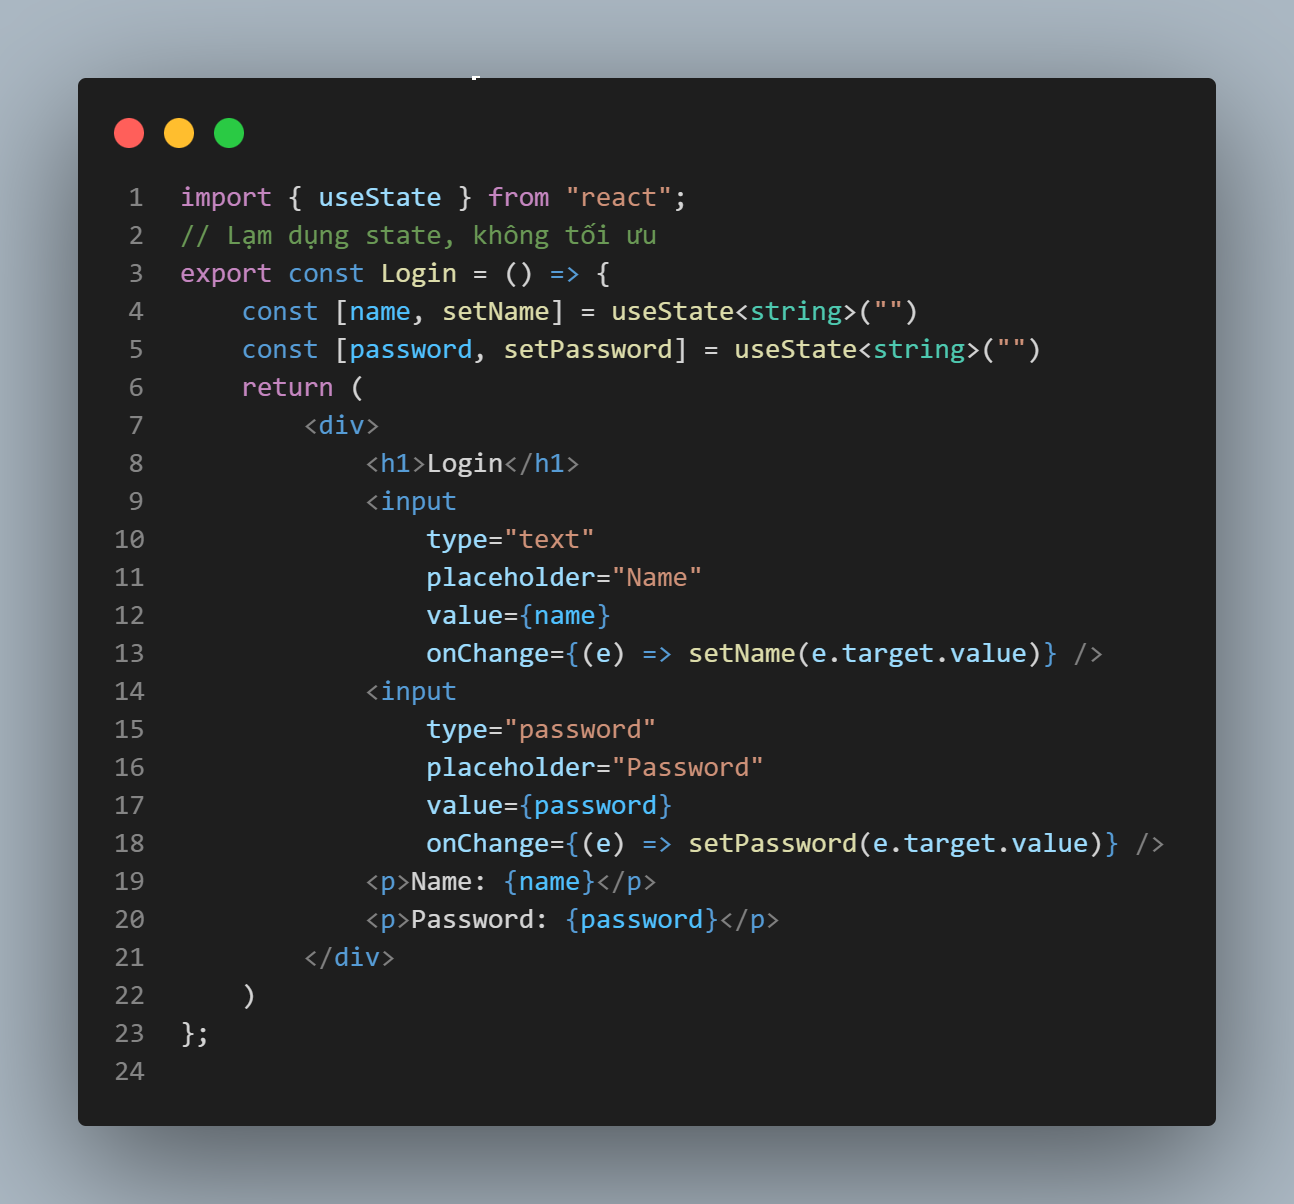 1 import { useState } from "react";
2 // Lạm dụng state, không tối ưu
3 export const Login = () => {
4     const [name, setName] = useState<string>("")
5     const [password, setPassword] = useState<string>("")
6     return (
7         <div>
8             <h1>Login</h1>
9             <input
10                 type="text"
11                 placeholder="Name"
12                 value={name}
13                 onChange={(e) => setName(e.target.value)} />
14             <input
15                 type="password"
16                 placeholder="Password"
17                 value={password}
18                 onChange={(e) => setPassword(e.target.value)} />
19             <p>Name: {name}</p>
20             <p>Password: {password}</p>
21         </div>
22     )
23 };
24